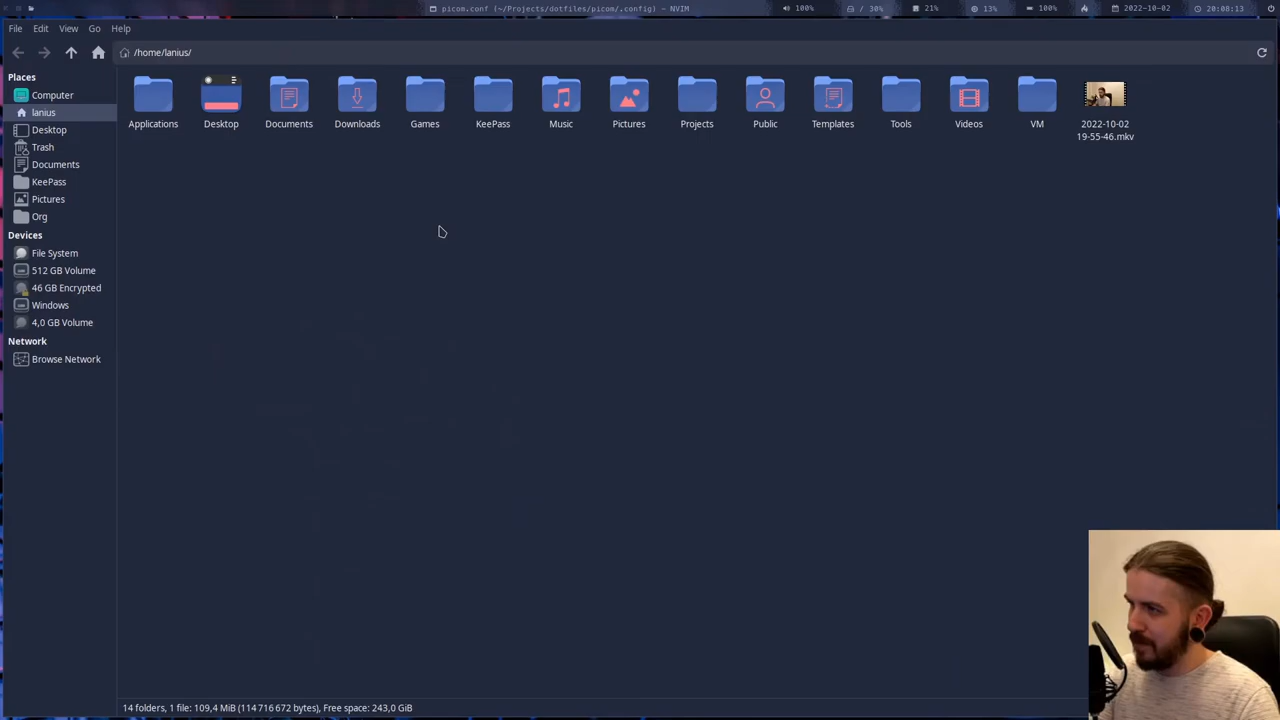 picom.conf (~/Projects/dotfiles/picom/.config) – NVIM
100%
/ 30%
21%
13%
100%
2022-10-02
20:08:13
File Edit View Go Help
/home/lanius/
Places
Computer
lanius
Desktop
Trash
Documents
KeePass
Pictures
Org
Devices
File System
512 GB Volume
46 GB Encrypted
Windows
4,0 GB Volume
Network
Browse Network
Applications
Desktop
Documents
Downloads
Games
KeePass
Music
Pictures
Projects
Public
Templates
Tools
Videos
VM
2022-10-02
19-55-46.mkv
14 folders, 1 file: 109,4 MiB (114 716 672 bytes), Free space: 243,0 GiB